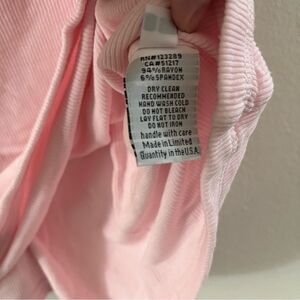 RN#123289
CA#51217
94%RAYON
6%SPANDEX
DRY CLEAN
RECOMMENDED
HAND WASH COLD
DO NOT BLEACH
LAY FLAT TO DRY
DO NOT IRON
handle with care
Made in Limited
Quantity in the U.S.A.